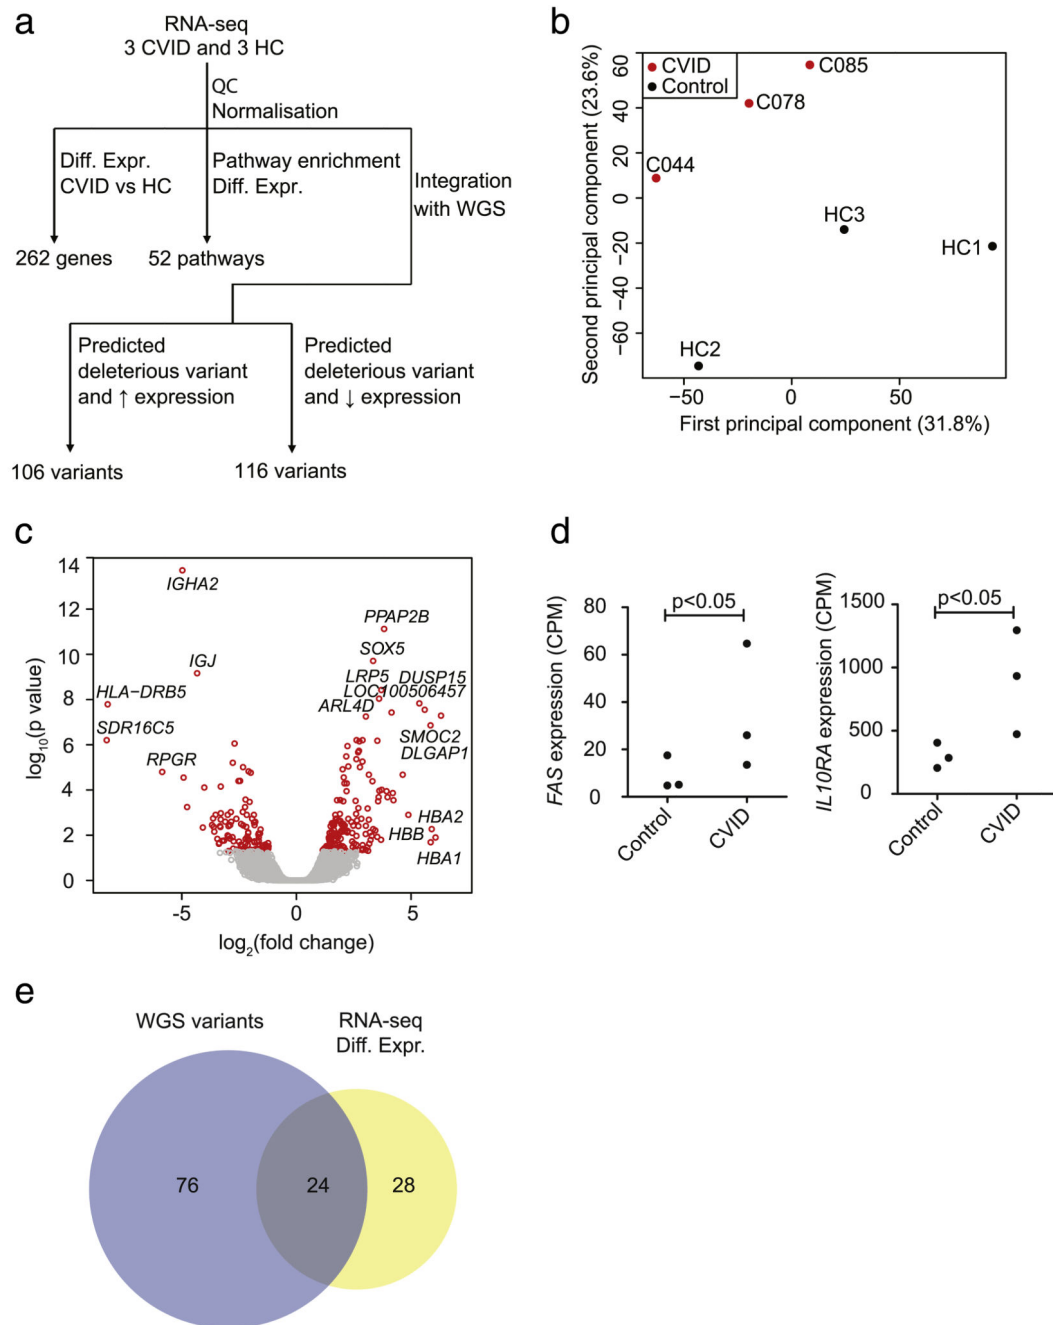 a
RNA-seq
3 CVID and 3 HC
QC
Normalisation
Diff. Expr.
CVID vs HC
Pathway enrichment
Diff. Expr.
Integration
with WGS
262 genes
52 pathways
Predicted
deleterious variant
and ↑ expression
Predicted
deleterious variant
and ↓ expression
106 variants
116 variants
b
CVID
Control
C085
C078
C044
HC3
HC1
HC2
60
40
20
0
−20
−60
Second principal component (23.6%)
−50
0
50
First principal component (31.8%)
c
14
12
10
8
6
4
2
0
log10(p value)
IGHA2
PPAP2B
SOX5
IGJ
LRP5
DUSP15
HLA−DRB5
LOC100506457
ARL4D
SDR16C5
SMOC2
DLGAP1
RPGR
HBA2
HBB
HBA1
-5
0
5
log2(fold change)
d
FAS expression (CPM)
80
60
40
20
0
p<0.05
Control
CVID
IL10RA expression (CPM)
1500
1000
500
0
p<0.05
Control
CVID
e
WGS variants
RNA-seq
Diff. Expr.
76
24
28